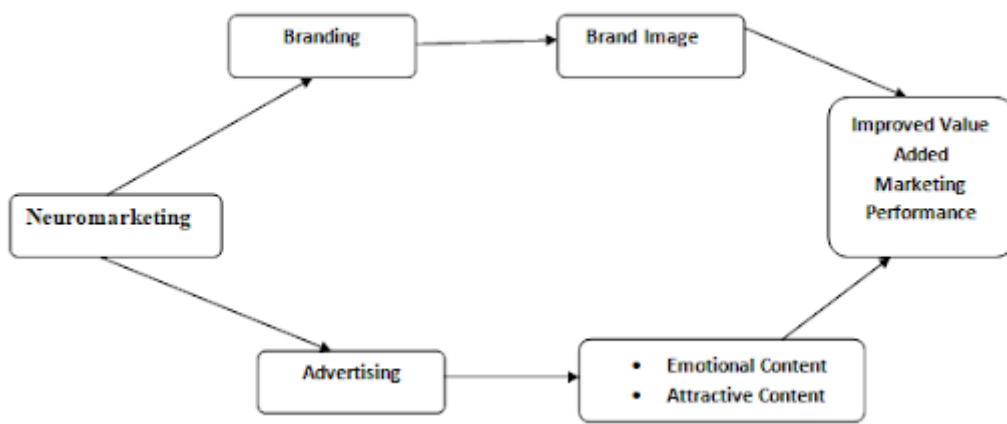 Branding
Brand Image
Improved Value
Added
Marketing
Performance
Neuromarketing
Advertising
• Emotional Content
• Attractive Content